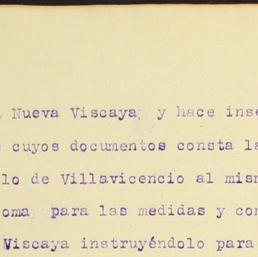 Nueva Viscaya, y hace inse
cuyos documentos consta la
lo de Villavicencio al mism
oma para las medidas y con
Viscaya instruyéndolo para